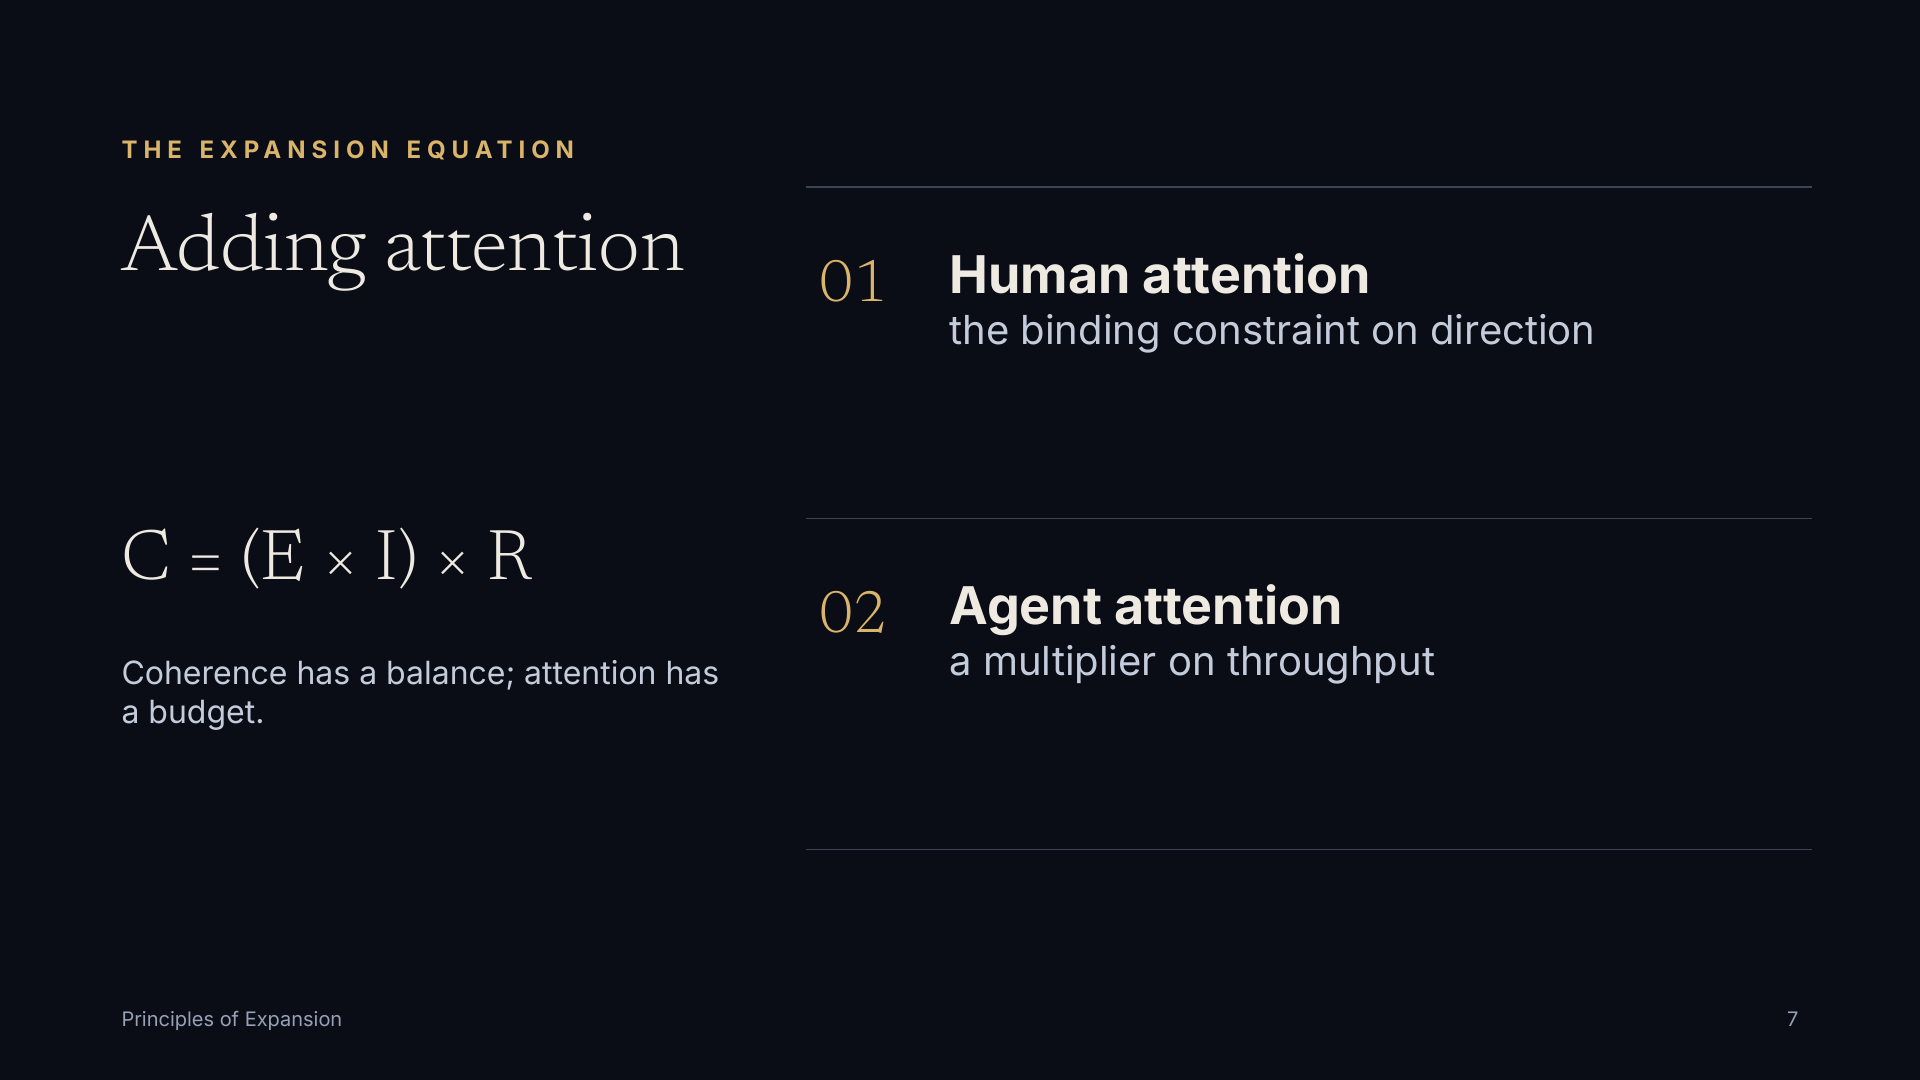 THE EXPANSION EQUATION
Adding attention
C = (E × I) × R
Coherence has a balance; attention has
a budget.
01
Human attention
the binding constraint on direction
02
Agent attention
a multiplier on throughput
Principles of Expansion
7